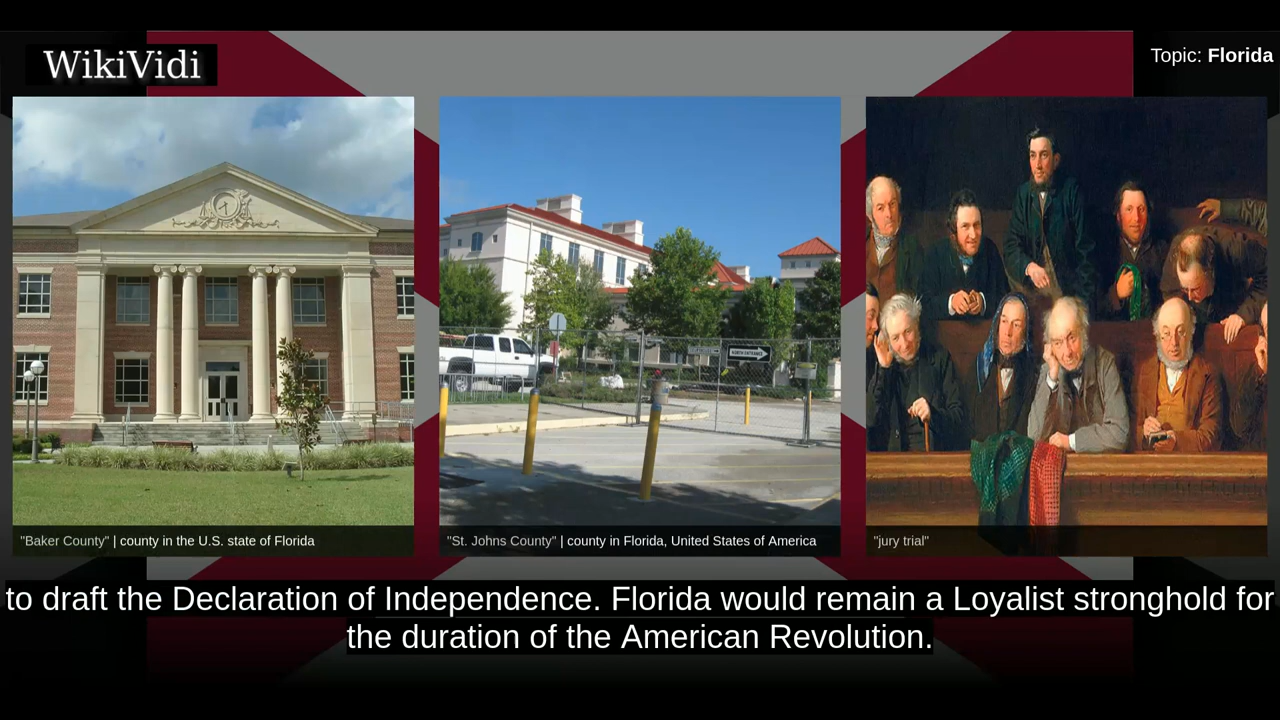 WikiVidi
Topic: Florida
"Baker County" | county in the U.S. state of Florida
"St. Johns County" | county in Florida, United States of America
"jury trial"
to draft the Declaration of Independence. Florida would remain a Loyalist stronghold for
the duration of the American Revolution.